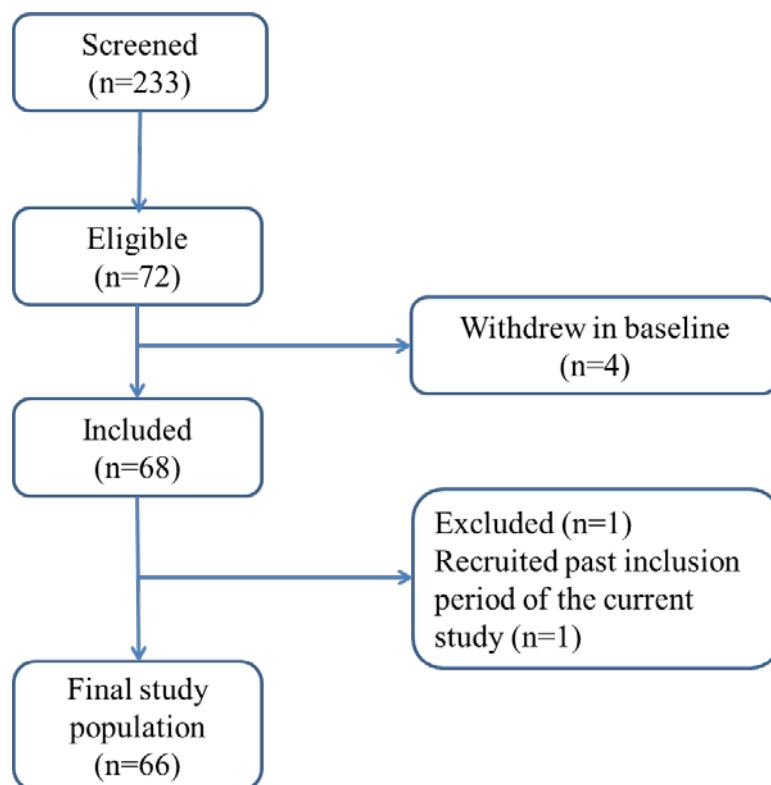 Screened
(n=233)
Eligible
(n=72)
Withdrew in baseline
(n=4)
Included
(n=68)
Excluded (n=1)
Recruited past inclusion
period of the current
study (n=1)
Final study
population
(n=66)